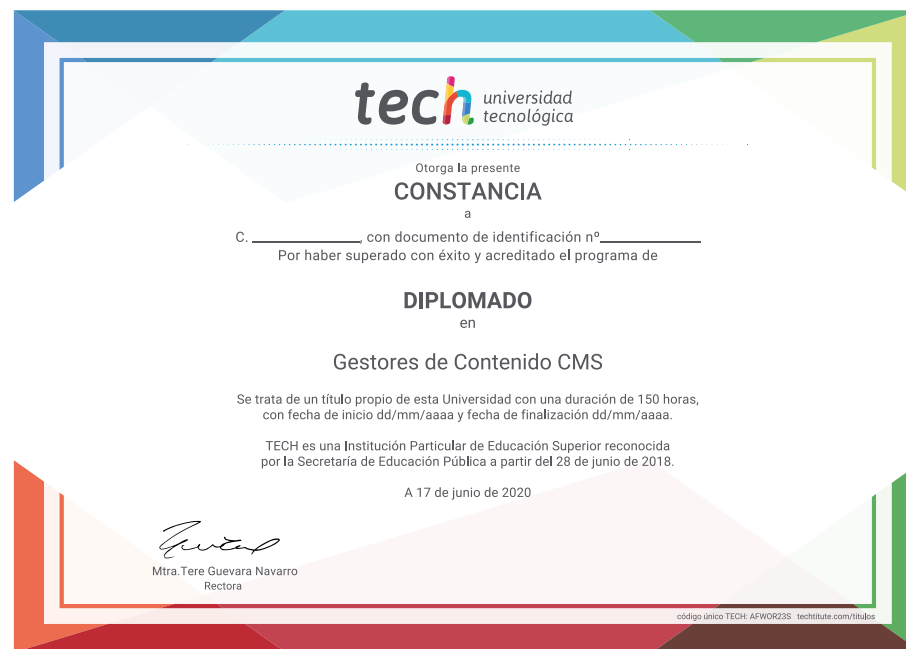 tech universidad
tecnológica
Otorga la presente
CONSTANCIA
a
C. ________________, con documento de identificación nº_______________
Por haber superado con éxito y acreditado el programa de
DIPLOMADO
en
Gestores de Contenido CMS
Se trata de un título propio de esta Universidad con una duración de 150 horas,
con fecha de inicio dd/mm/aaaa y fecha de finalización dd/mm/aaaa.
TECH es una Institución Particular de Educación Superior reconocida
por la Secretaría de Educación Pública a partir del 28 de junio de 2018.
A 17 de junio de 2020
Mtra.Tere Guevara Navarro
Rectora
código único TECH: AFWOR23S techtitute.com/titulos